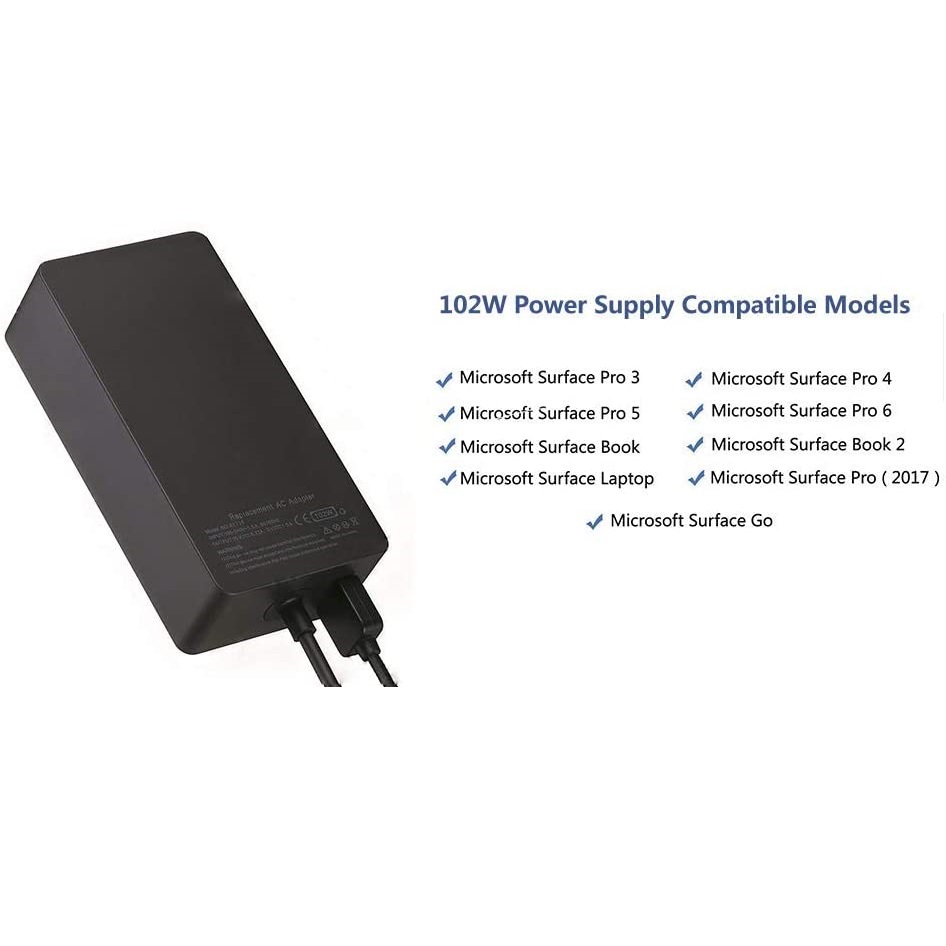 102W Power Supply Compatible Models
Microsoft Surface Pro 3
Microsoft Surface Pro 4
Microsoft Surface Pro 5
Microsoft Surface Pro 6
Microsoft Surface Book
Microsoft Surface Book 2
Microsoft Surface Laptop
Microsoft Surface Pro ( 2017 )
Microsoft Surface Go
Replacement AC Adapter
CE 102W